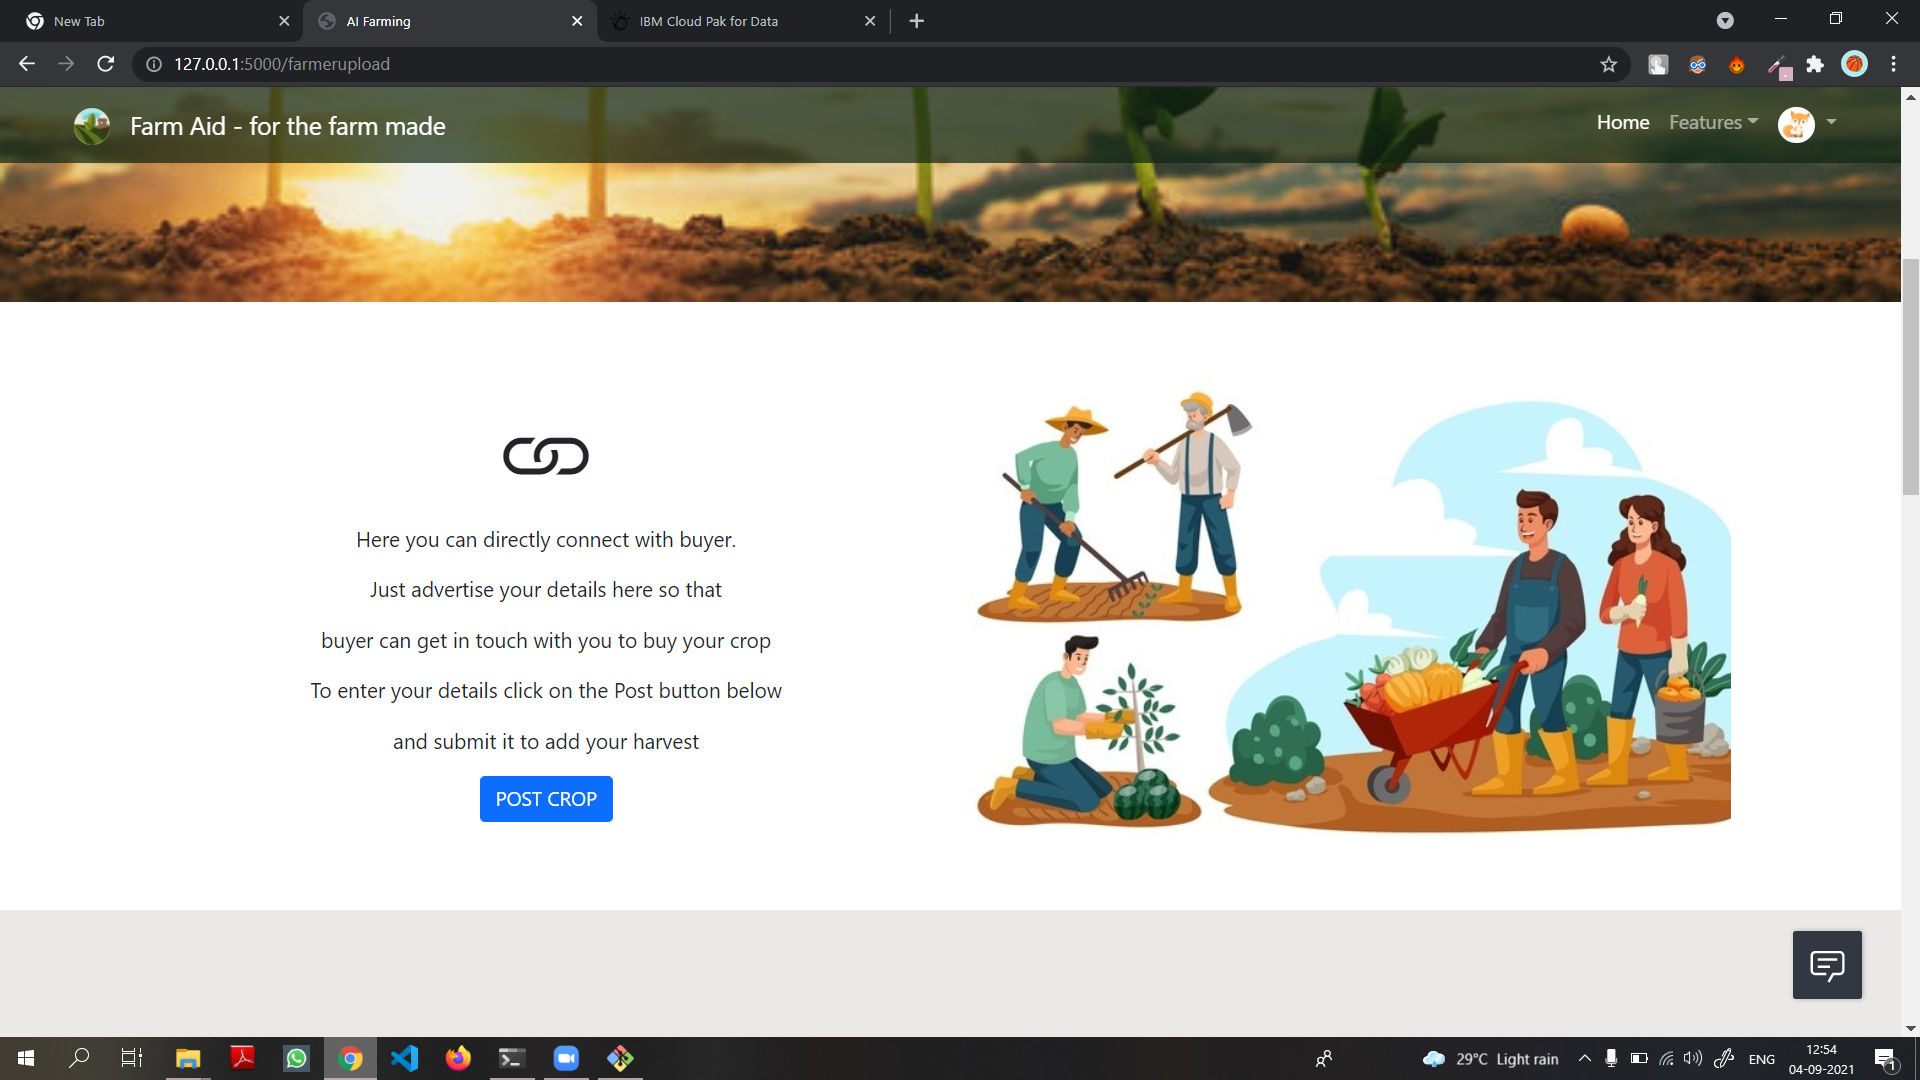 New Tab
AI Farming
IBM Cloud Pak for Data
127.0.0.1:5000/farmerupload
Farm Aid - for the farm made
Home
Features
Here you can directly connect with buyer.
Just advertise your details here so that
buyer can get in touch with you to buy your crop
To enter your details click on the Post button below
and submit it to add your harvest
POST CROP
29°C Light rain
ENG
12:54
04-09-2021
1